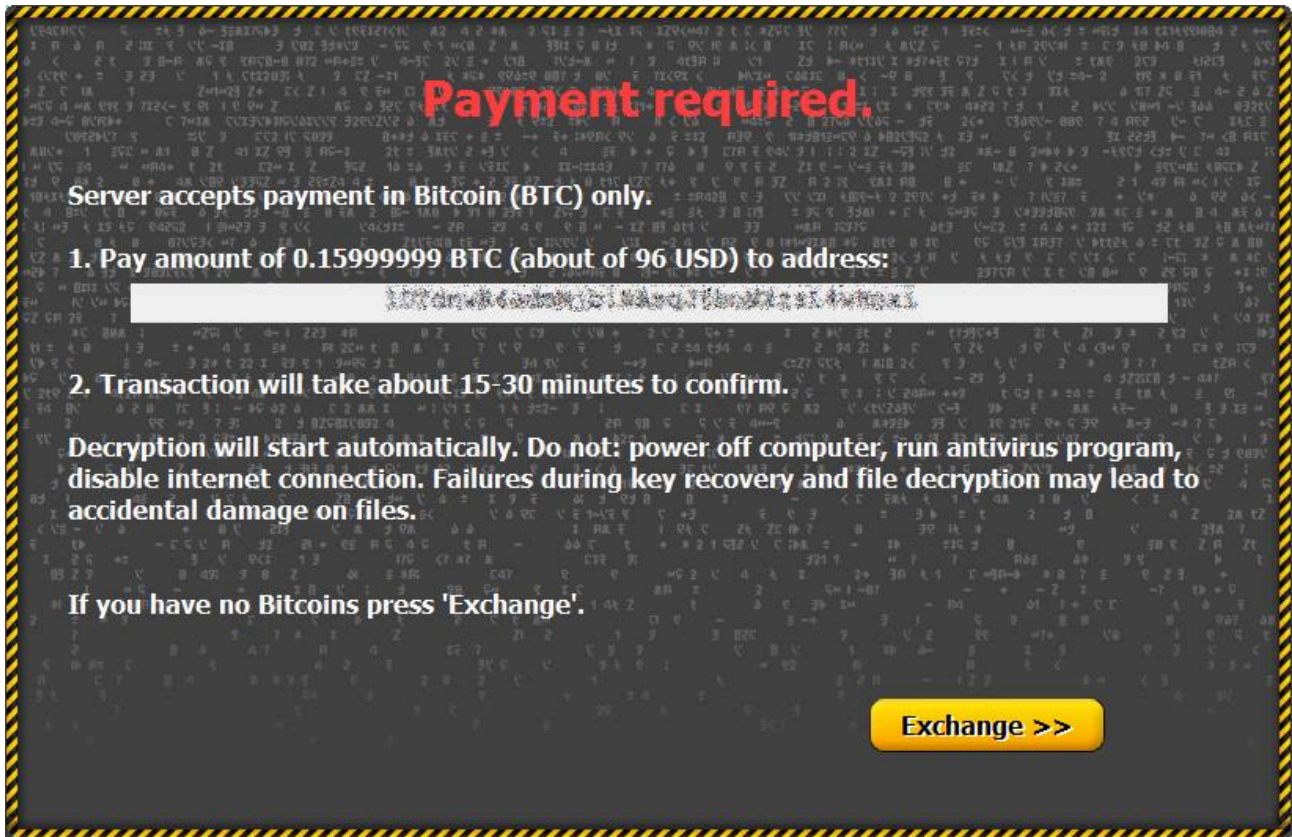 Payment required.
Server accepts payment in Bitcoin (BTC) only.
1. Pay amount of 0.15999999 BTC (about of 96 USD) to address:
2. Transaction will take about 15-30 minutes to confirm.
Decryption will start automatically. Do not: power off computer, run antivirus program,
disable internet connection. Failures during key recovery and file decryption may lead to
accidental damage on files.
If you have no Bitcoins press 'Exchange'.
Exchange >>